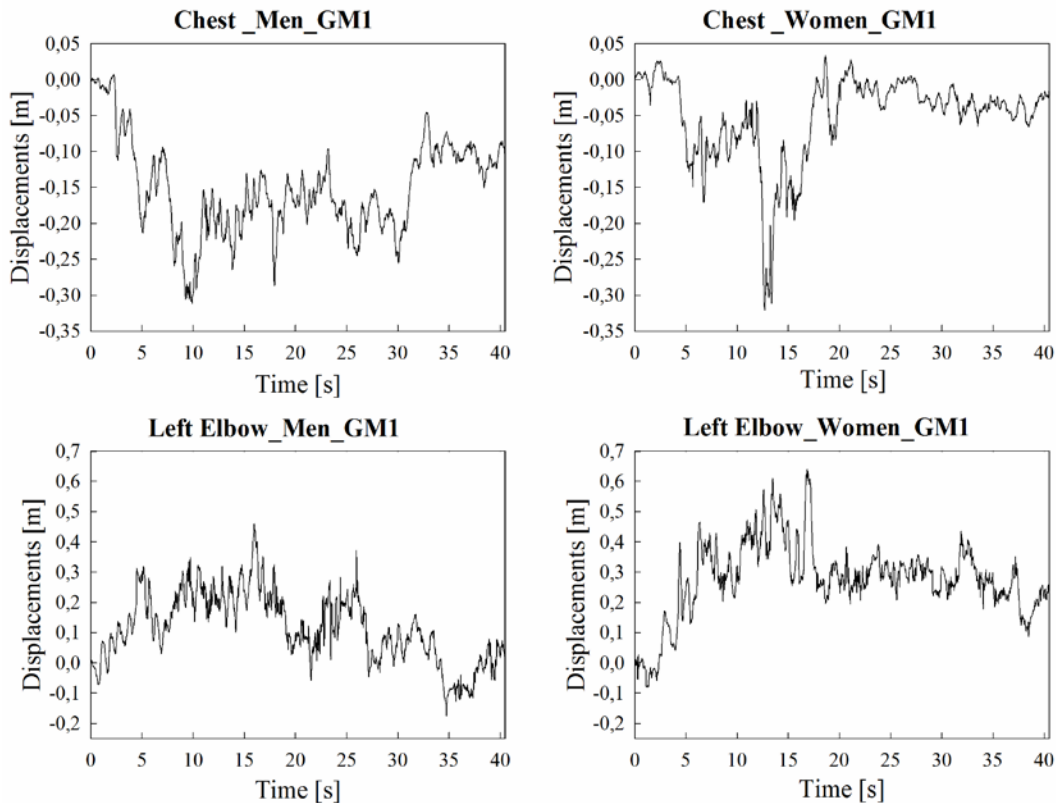 Chest _Men_GM1
Displacements [m]
0,05
0,00
-0,05
-0,10
-0,15
-0,20
-0,25
-0,30
-0,35
0 5 10 15 20 25 30 35 40
Time [s]
Chest _Women_GM1
Displacements [m]
0,05
0,00
-0,05
-0,10
-0,15
-0,20
-0,25
-0,30
-0,35
0 5 10 15 20 25 30 35 40
Time [s]
Left Elbow_Men_GM1
Displacements [m]
0,7
0,6
0,5
0,4
0,3
0,2
0,1
0,0
-0,1
-0,2
0 5 10 15 20 25 30 35 40
Time [s]
Left Elbow_Women_GM1
Displacements [m]
0,7
0,6
0,5
0,4
0,3
0,2
0,1
0,0
-0,1
-0,2
0 5 10 15 20 25 30 35 40
Time [s]